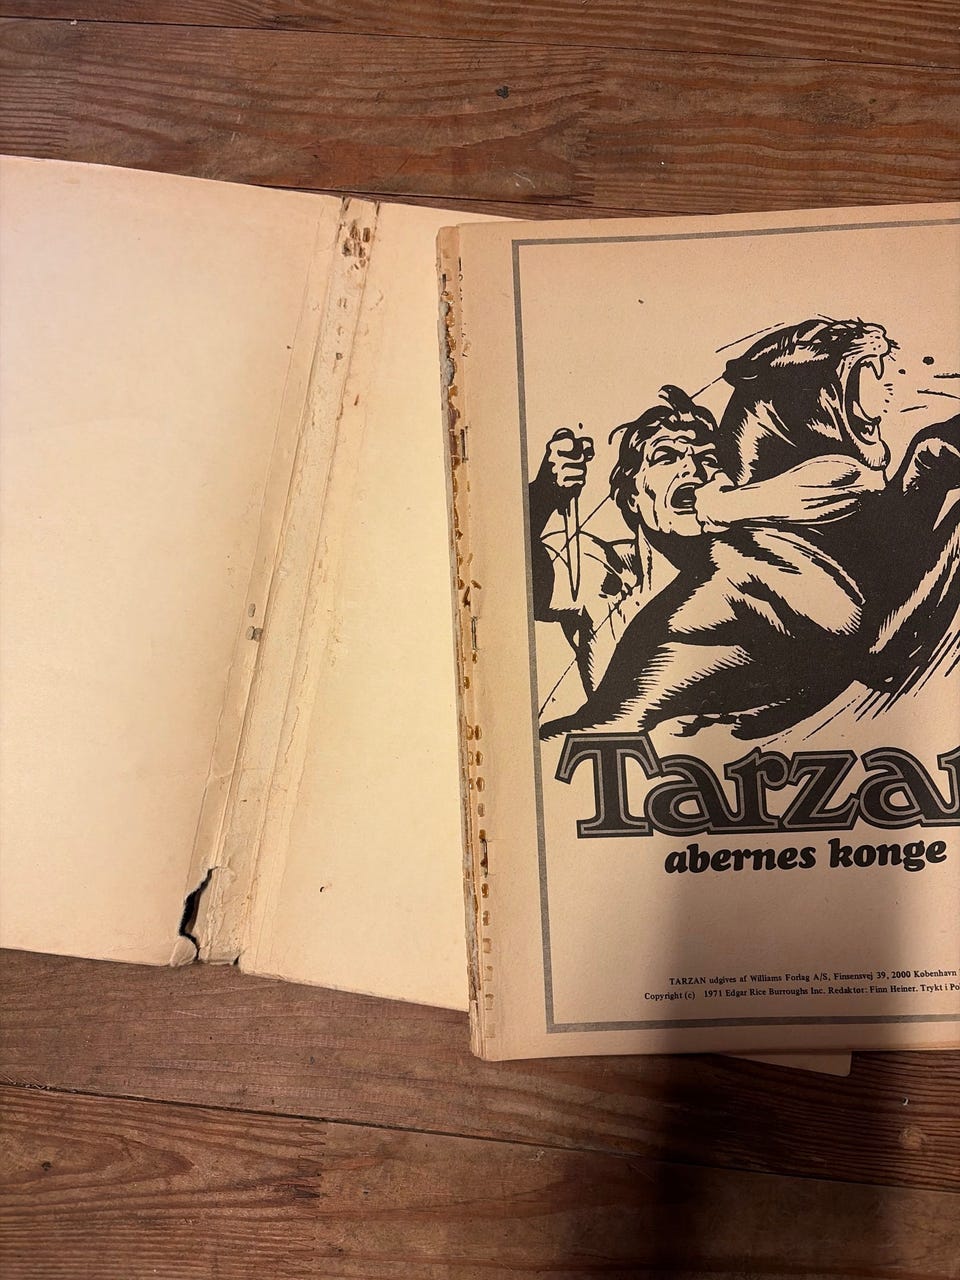 Tarzan
abernes konge
TARZAN udgives af Williams Forlag A/S, Finsensvej 39, 2000 København
Copyright (c) 1971 Edgar Rice Burroughs Inc. Redaktør: Finn Heiner. Trykt i